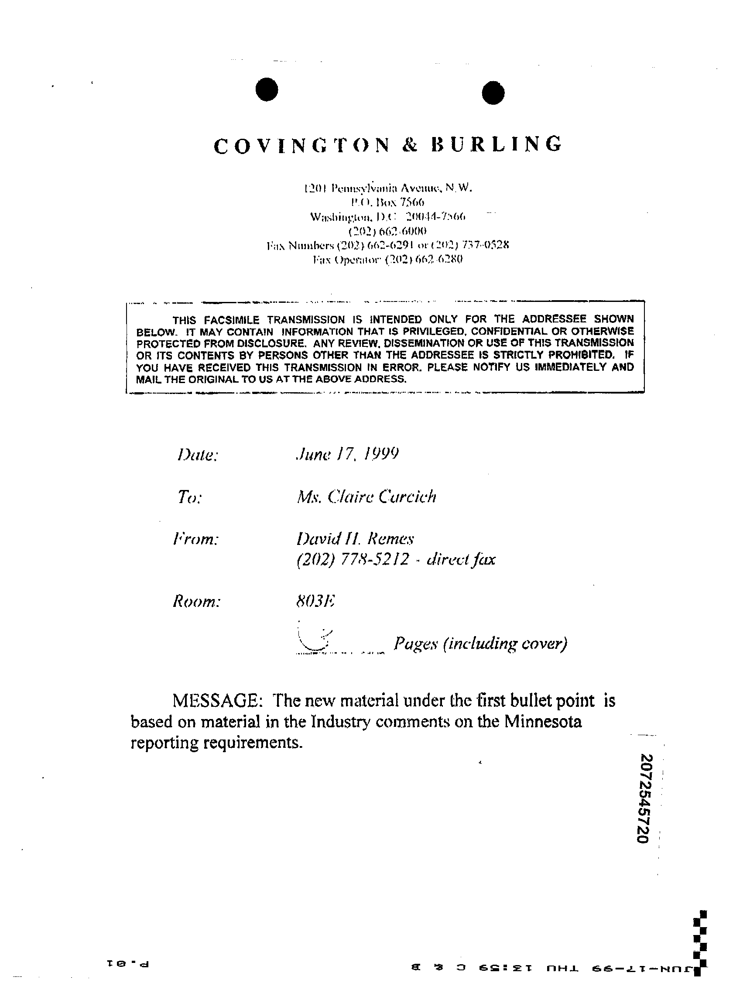 COVINGTON & BURLING
1201 Pennsylvania Avenue, N.W.
P.O. Box 7566
Washington, D.C. 20044-7566
(202) 662-6000
Fax Numbers (202) 662-6291 or (202) 737-0528
Fax Operator (202) 662-6280
THIS FACSIMILE TRANSMISSION IS INTENDED ONLY FOR THE ADDRESSEE SHOWN
BELOW. IT MAY CONTAIN INFORMATION THAT IS PRIVILEGED, CONFIDENTIAL OR OTHERWISE
PROTECTED FROM DISCLOSURE. ANY REVIEW, DISSEMINATION OR USE OF THIS TRANSMISSION
OR ITS CONTENTS BY PERSONS OTHER THAN THE ADDRESSEE IS STRICTLY PROHIBITED. IF
YOU HAVE RECEIVED THIS TRANSMISSION IN ERROR, PLEASE NOTIFY US IMMEDIATELY AND
MAIL THE ORIGINAL TO US AT THE ABOVE ADDRESS.
Date: June 17, 1999
To: Ms. Claire Curcich
From: David H. Remes
(202) 778-5212 - direct fax
Room: 803E
Pages (including cover)
MESSAGE: The new material under the first bullet point is
based on material in the Industry comments on the Minnesota
reporting requirements.
2072545720
JUN-17-99 THU 13:59 C & B P.01